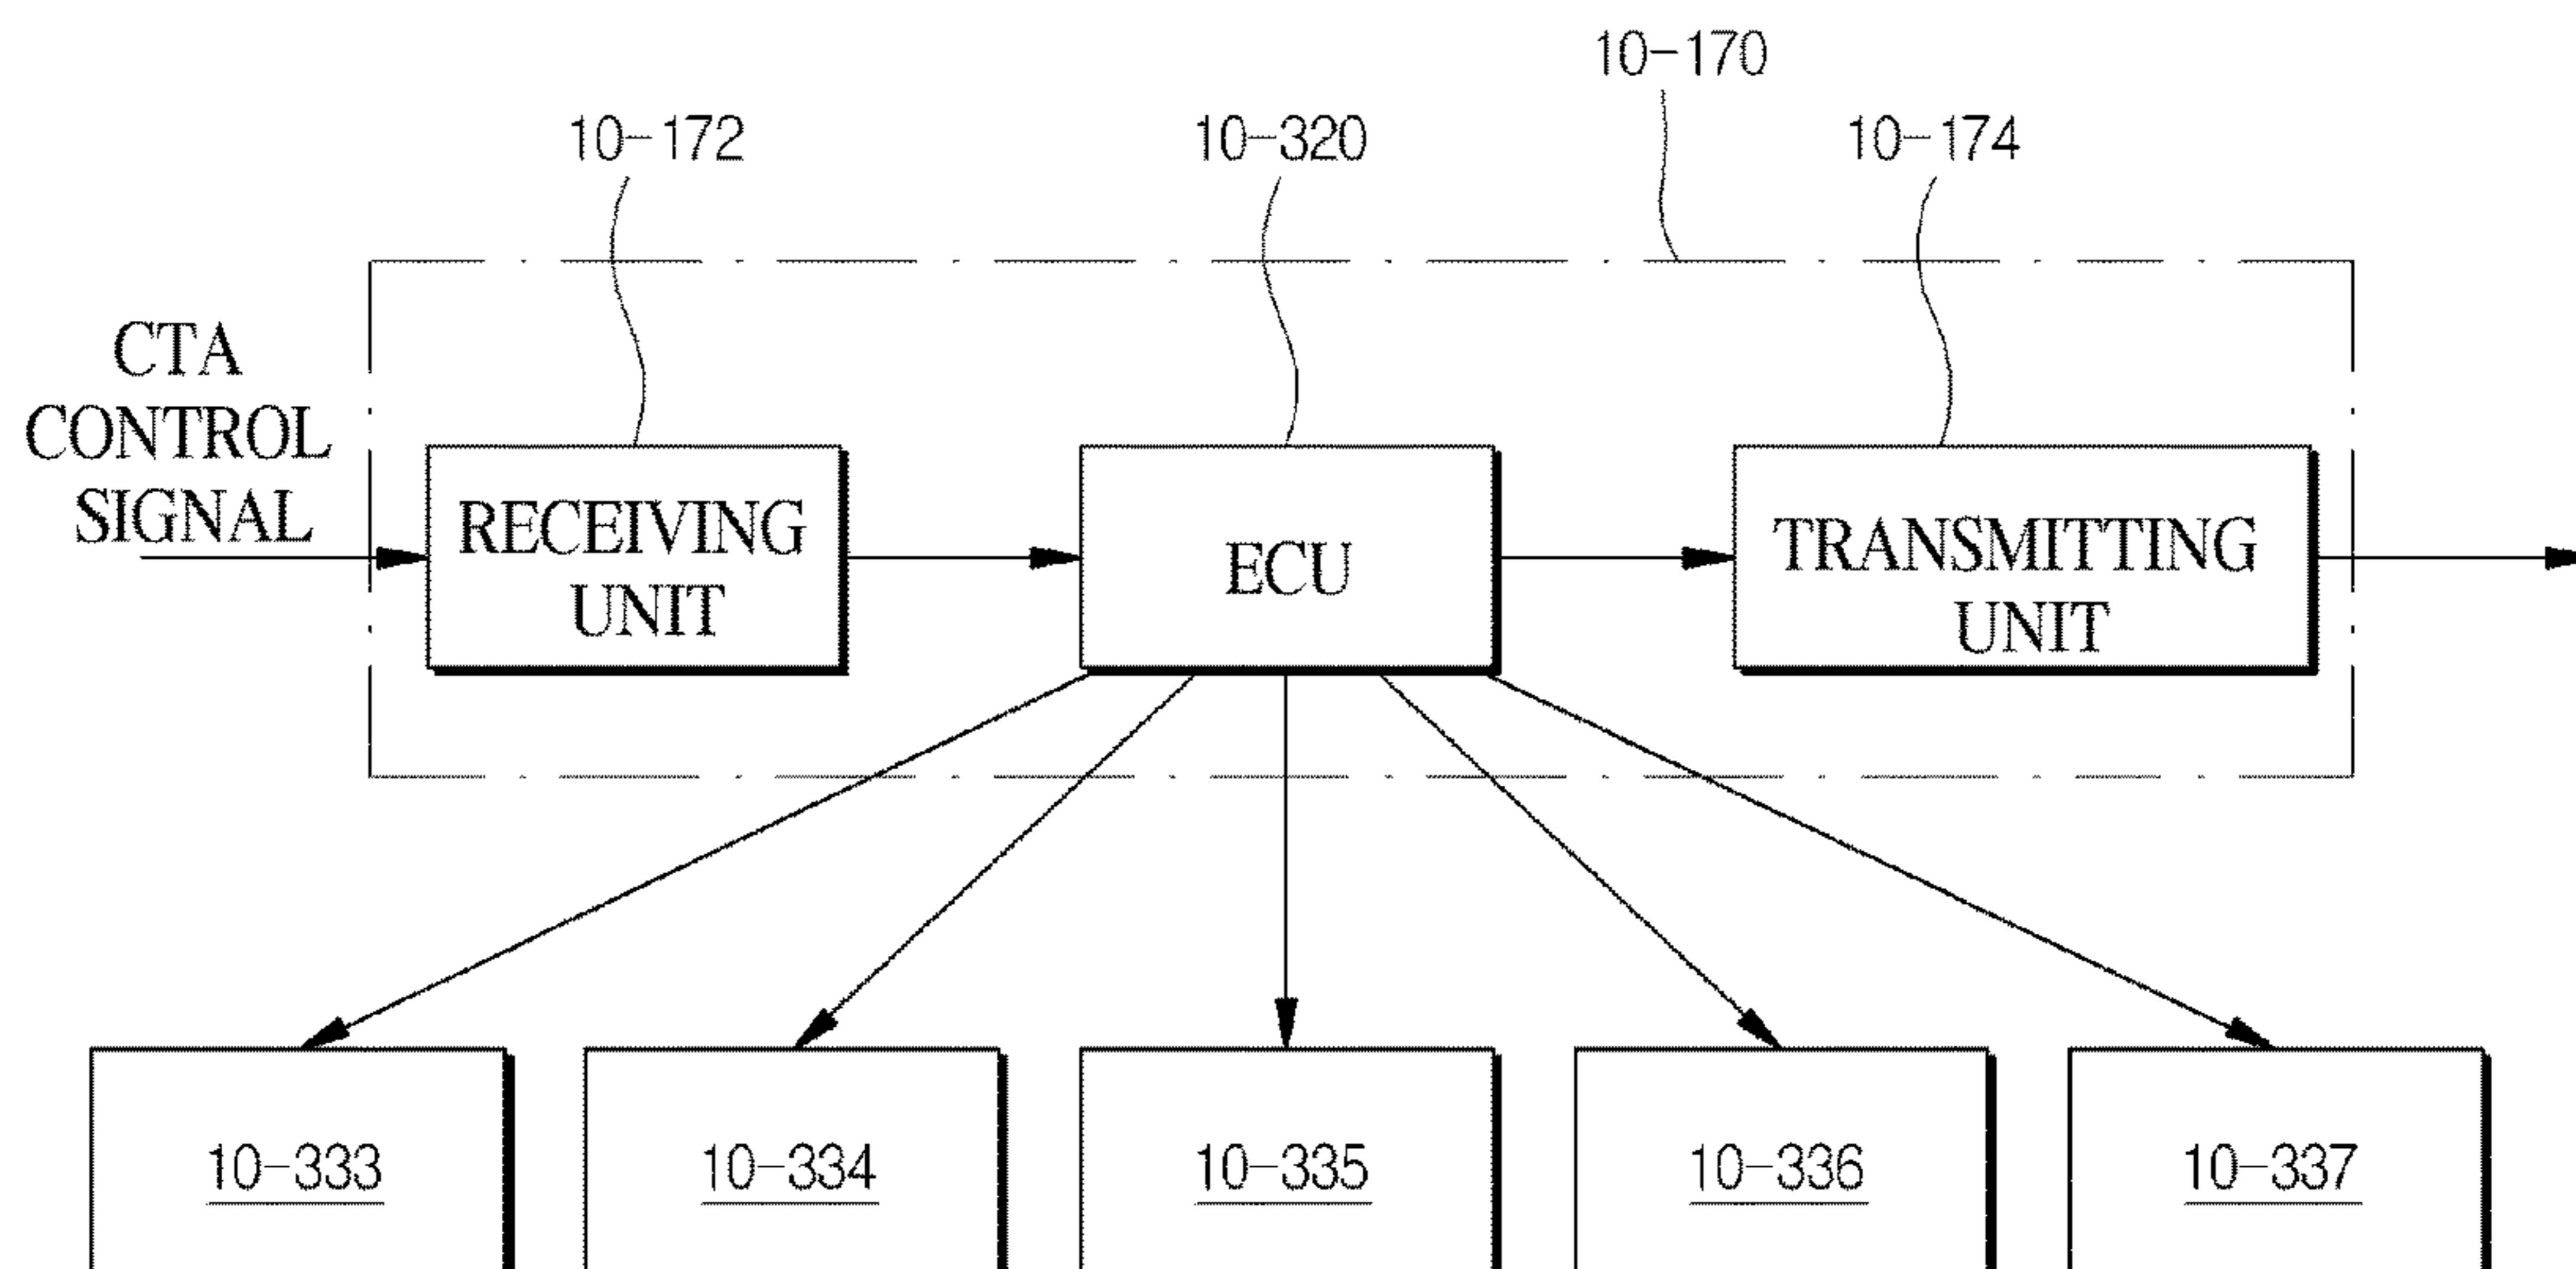 10-170
10-172
10-320
10-174
CTA
CONTROL
SIGNAL
RECEIVING
UNIT
ECU
TRANSMITTING
UNIT
10-333
10-334
10-335
10-336
10-337